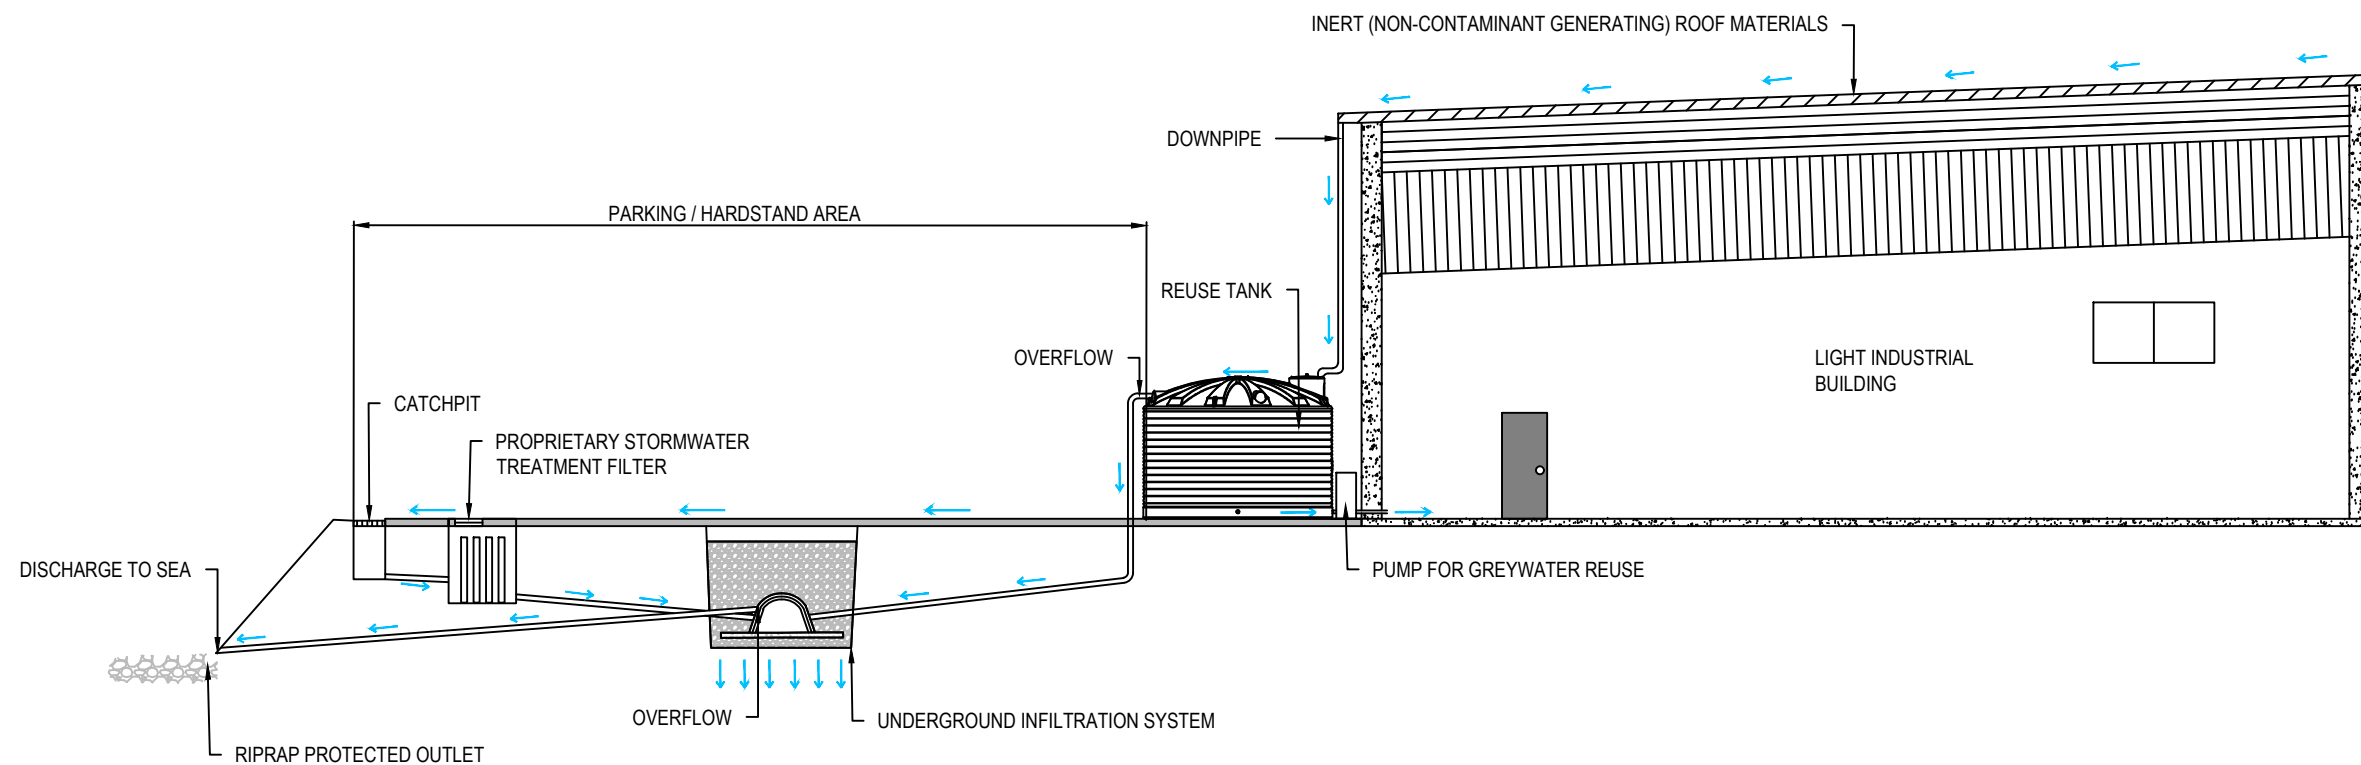 INERT (NON-CONTAMINANT GENERATING) ROOF MATERIALS
DOWNPIPE
PARKING / HARDSTAND AREA
REUSE TANK
OVERFLOW
LIGHT INDUSTRIAL
BUILDING
CATCHPIT
PROPRIETARY STORMWATER
TREATMENT FILTER
DISCHARGE TO SEA
PUMP FOR GREYWATER REUSE
OVERFLOW
UNDERGROUND INFILTRATION SYSTEM
RIPRAP PROTECTED OUTLET